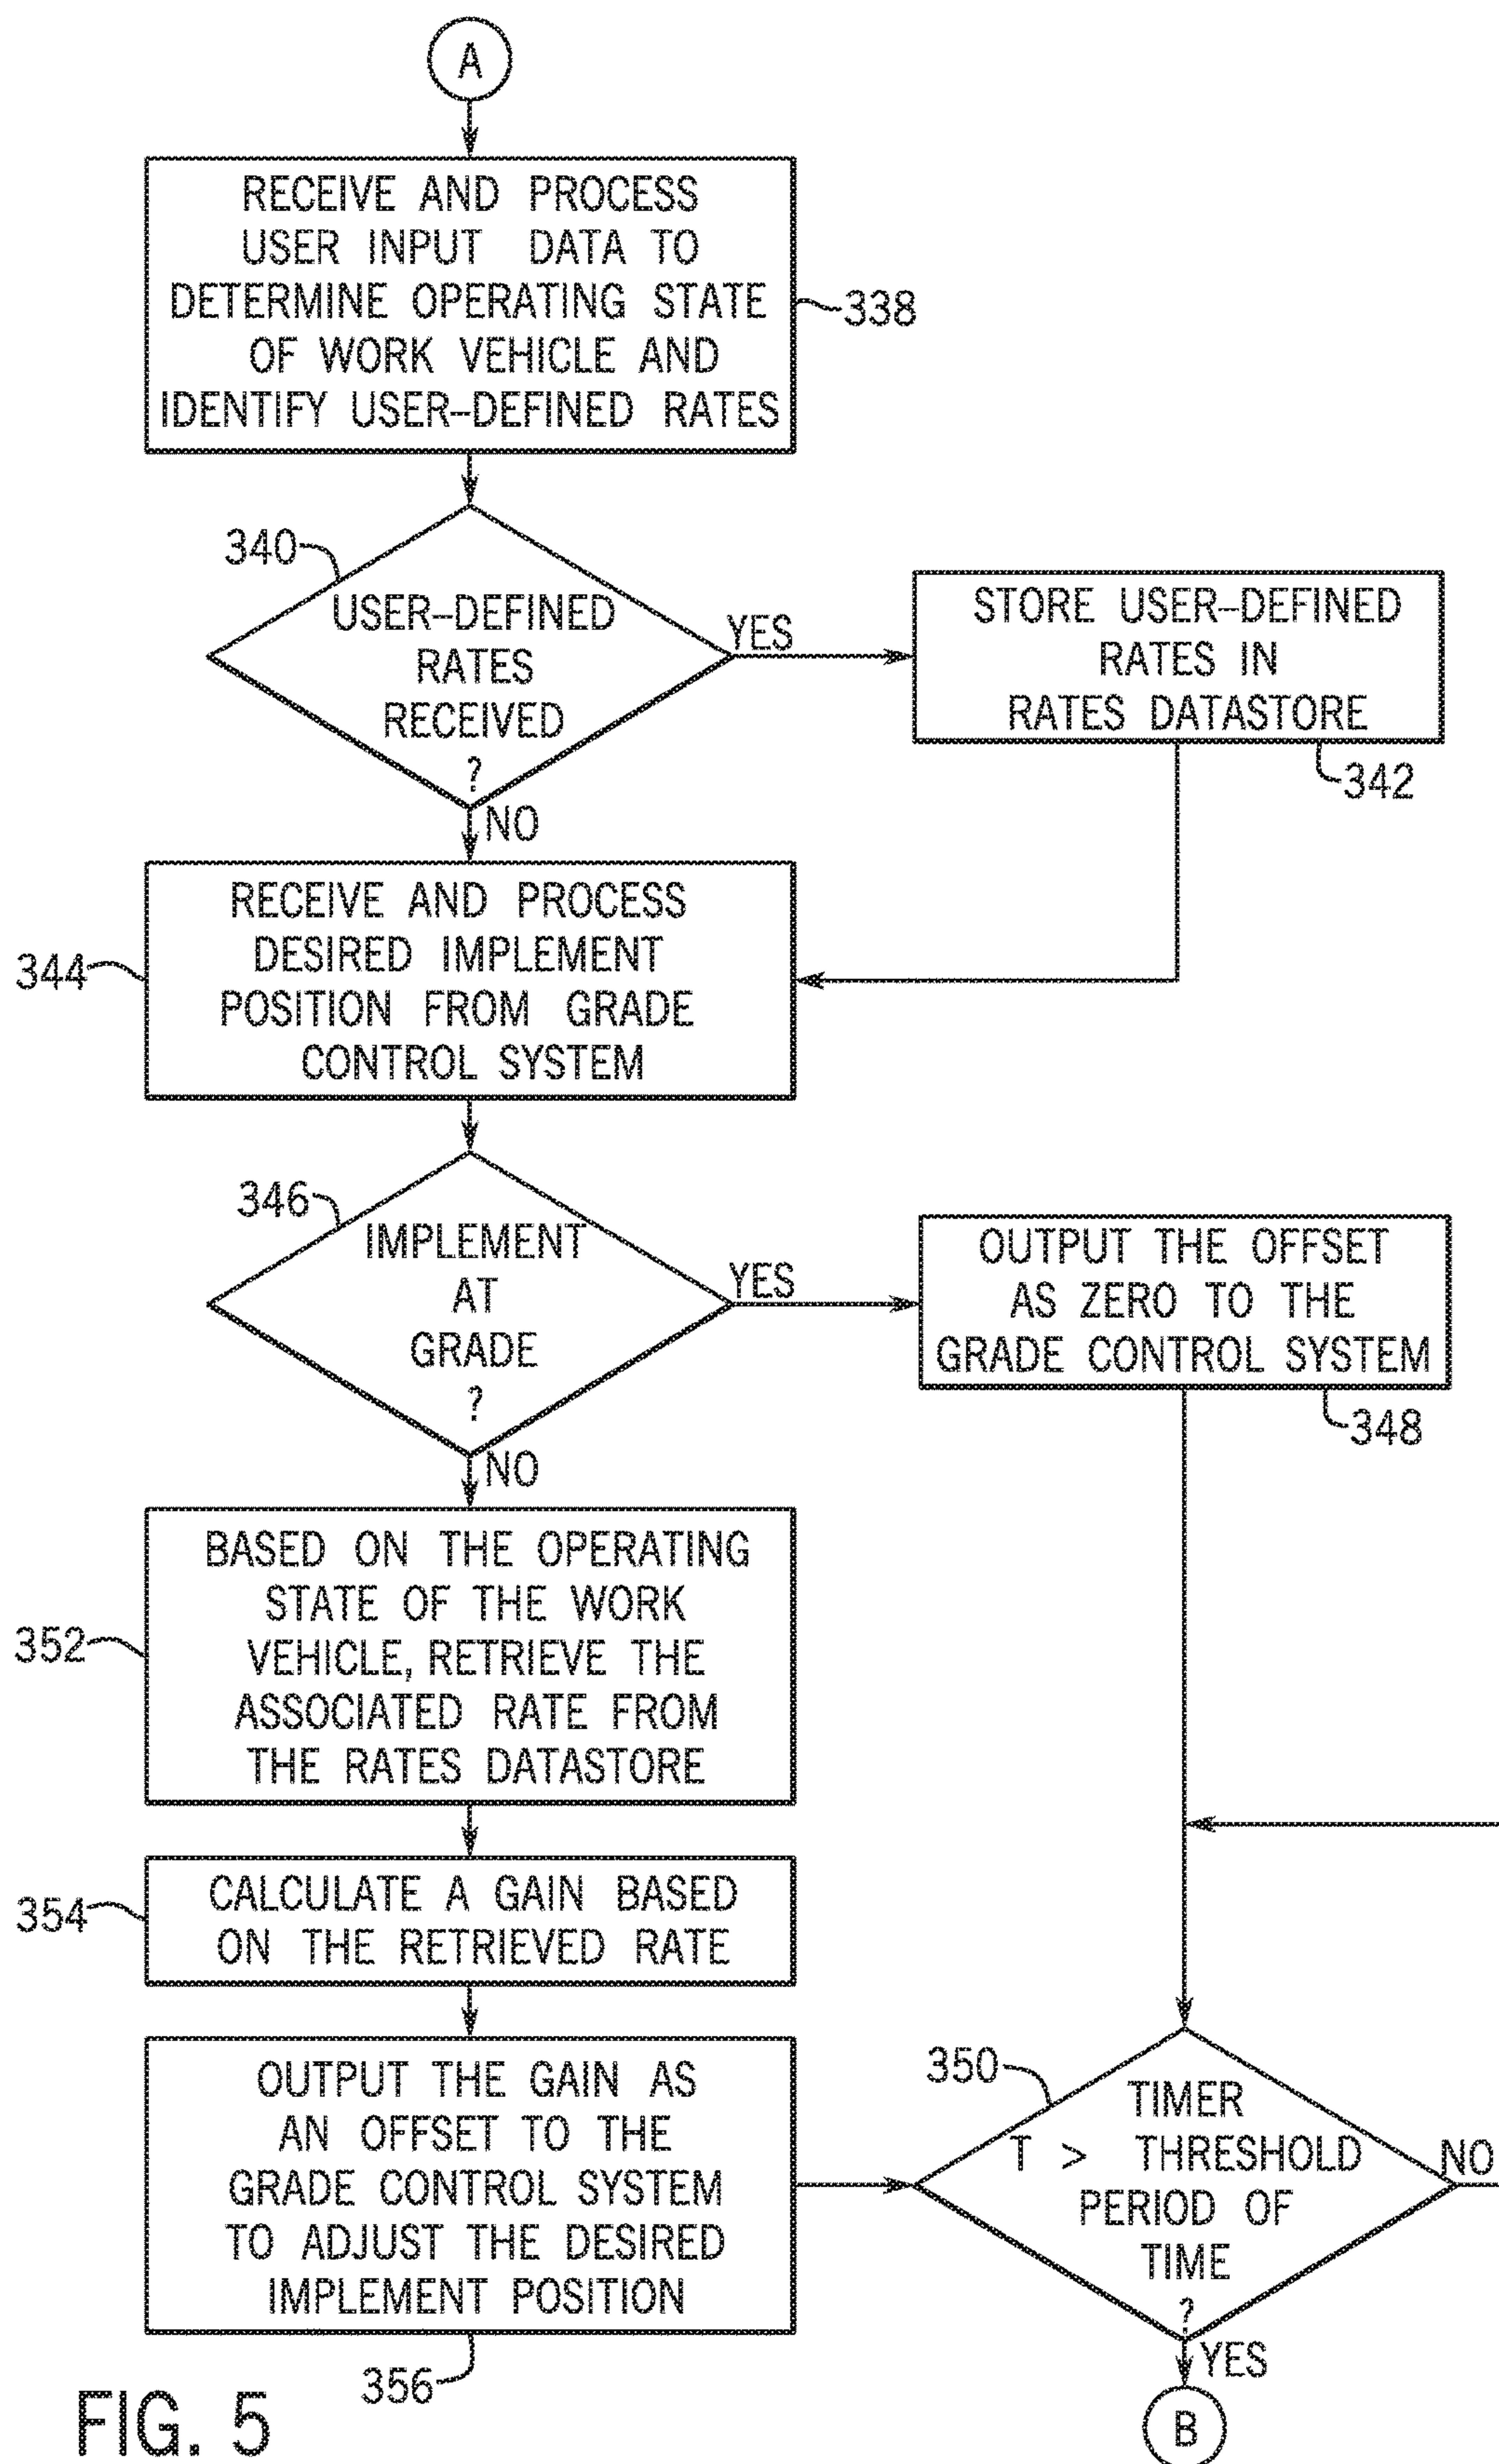 A
RECEIVE AND PROCESS
USER INPUT DATA TO
DETERMINE OPERATING STATE
OF WORK VEHICLE AND
IDENTIFY USER-DEFINED RATES
338
340
USER-DEFINED
RATES
RECEIVED
?
YES
NO
STORE USER-DEFINED
RATES IN
RATES DATASTORE
342
344
RECEIVE AND PROCESS
DESIRED IMPLEMENT
POSITION FROM GRADE
CONTROL SYSTEM
346
IMPLEMENT
AT
GRADE
?
YES
NO
OUTPUT THE OFFSET
AS ZERO TO THE
GRADE CONTROL SYSTEM
348
352
BASED ON THE OPERATING
STATE OF THE WORK
VEHICLE, RETRIEVE THE
ASSOCIATED RATE FROM
THE RATES DATASTORE
354
CALCULATE A GAIN BASED
ON THE RETRIEVED RATE
OUTPUT THE GAIN AS
AN OFFSET TO THE
GRADE CONTROL SYSTEM
TO ADJUST THE DESIRED
IMPLEMENT POSITION
356
350
TIMER
T > THRESHOLD
PERIOD OF
TIME
?
NO
YES
B
FIG. 5